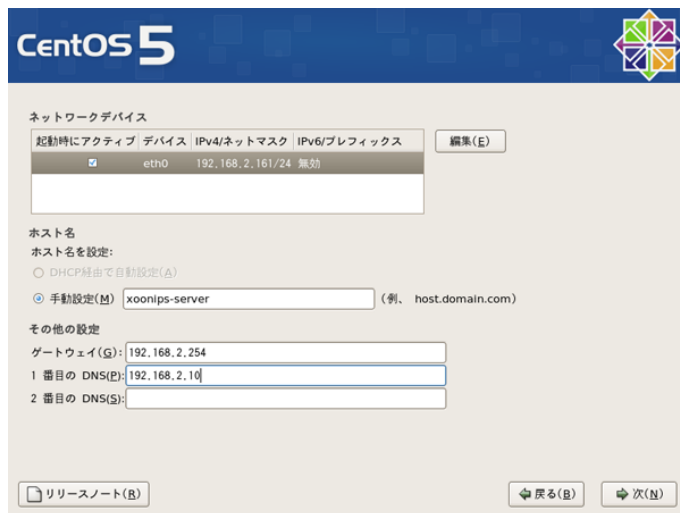 CentOS 5
ネットワークデバイス
起動時にアクティブ デバイス IPv4/ネットマスク IPv6/プレフィックス
編集(E)
eth0 192.168.2.161/24 無効
ホスト名
ホスト名を設定:
DHCP経由で自動設定(A)
手動設定(M) xoonips-server (例、 host.domain.com)
その他の設定
ゲートウェイ(G): 192.168.2.254
1 番目の DNS(P): 192.168.2.10
2 番目の DNS(S):
リリースノート(R) 戻る(B) 次(N)